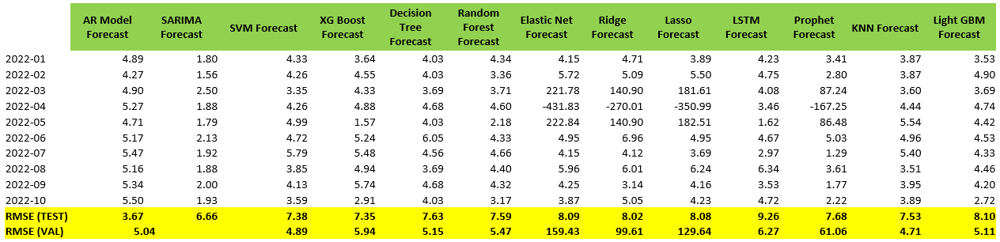 AR Model Forecast SARIMA Forecast SVM Forecast XG Boost Forecast Decision Tree Forecast Random Forest Forecast Elastic Net Forecast Ridge Forecast Lasso Forecast LSTM Forecast Prophet Forecast KNN Forecast Light GBM Forecast
2022-01 4.89 1.80 4.33 3.64 4.03 4.34 4.15 4.71 3.89 4.23 3.41 3.87 3.53
2022-02 4.27 1.56 4.26 4.55 4.03 3.36 5.72 5.09 5.50 4.75 2.80 3.87 4.90
2022-03 4.90 2.50 3.35 4.33 3.69 3.71 221.78 140.90 181.61 4.08 87.24 3.60 3.69
2022-04 5.27 1.88 4.26 4.88 4.68 4.60 -431.83 -270.01 -350.99 3.46 -167.25 4.44 4.74
2022-05 4.71 1.79 4.99 1.57 4.03 2.18 222.84 140.90 182.51 1.62 86.48 5.54 4.42
2022-06 5.17 2.13 4.72 5.24 6.05 4.33 4.95 6.96 4.95 4.67 5.03 4.96 4.53
2022-07 5.47 1.92 5.79 5.48 4.56 4.66 4.15 4.12 3.69 2.97 1.29 5.40 4.33
2022-08 5.16 1.88 3.85 4.94 3.69 4.40 5.96 6.01 6.24 6.34 3.61 3.51 4.46
2022-09 5.34 2.00 4.13 5.74 4.68 4.32 4.25 3.14 4.16 3.53 1.77 3.95 4.20
2022-10 5.50 1.93 3.59 2.91 4.03 3.17 3.87 5.05 4.23 4.72 2.22 3.89 2.72
RMSE (TEST) 3.67 6.66 7.38 7.35 7.63 7.59 8.09 8.02 8.08 9.26 7.68 7.53 8.10
RMSE (VAL) 5.04 4.89 5.94 5.15 5.47 159.43 99.61 129.64 6.27 61.06 4.71 5.11